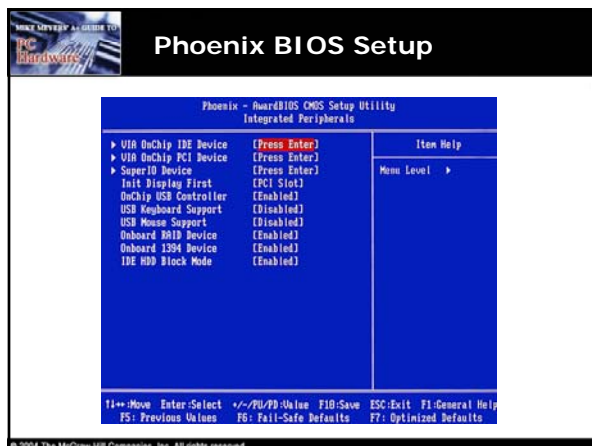 MIKE MEYERS' A+ GUIDE TO
PC
Hardware
Phoenix BIOS Setup
Phoenix - AwardBIOS CMOS Setup Utility
Integrated Peripherals
VIA OnChip IDE Device [Press Enter]
VIA OnChip PCI Device [Press Enter]
SuperIO Device [Press Enter]
Init Display First [PCI Slot]
OnChip USB Controller [Enabled]
USB Keyboard Support [Disabled]
USB Mouse Support [Disabled]
Onboard RAID Device [Enabled]
Onboard 1394 Device [Enabled]
IDE HDD Block Mode [Enabled]
Item Help
Menu Level
↑↓←→:Move Enter:Select +/-/PU/PD:Value F10:Save ESC:Exit F1:General Help
F5: Previous Values F6: Fail-Safe Defaults F7: Optimized Defaults
© 2004 The McGraw-Hill Companies, Inc. All rights reserved